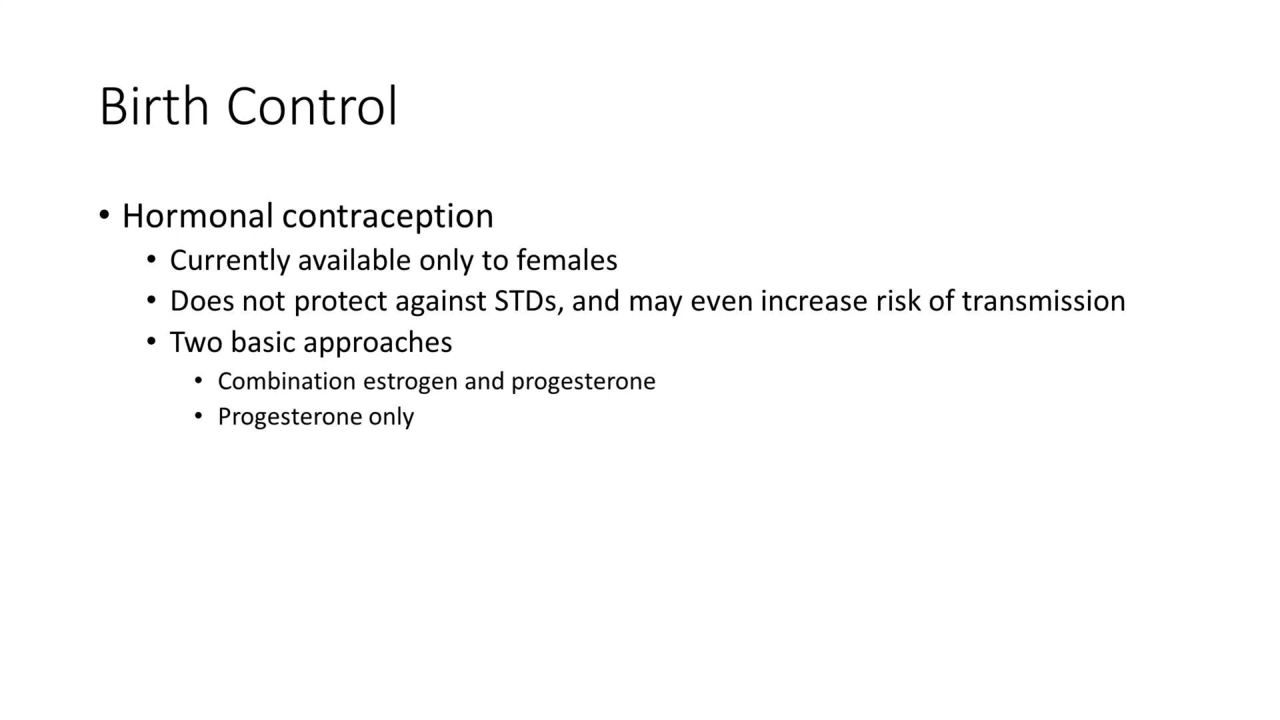 Birth Control
• Hormonal contraception
• Currently available only to females
• Does not protect against STDs, and may even increase risk of transmission
• Two basic approaches
• Combination estrogen and progesterone
• Progesterone only